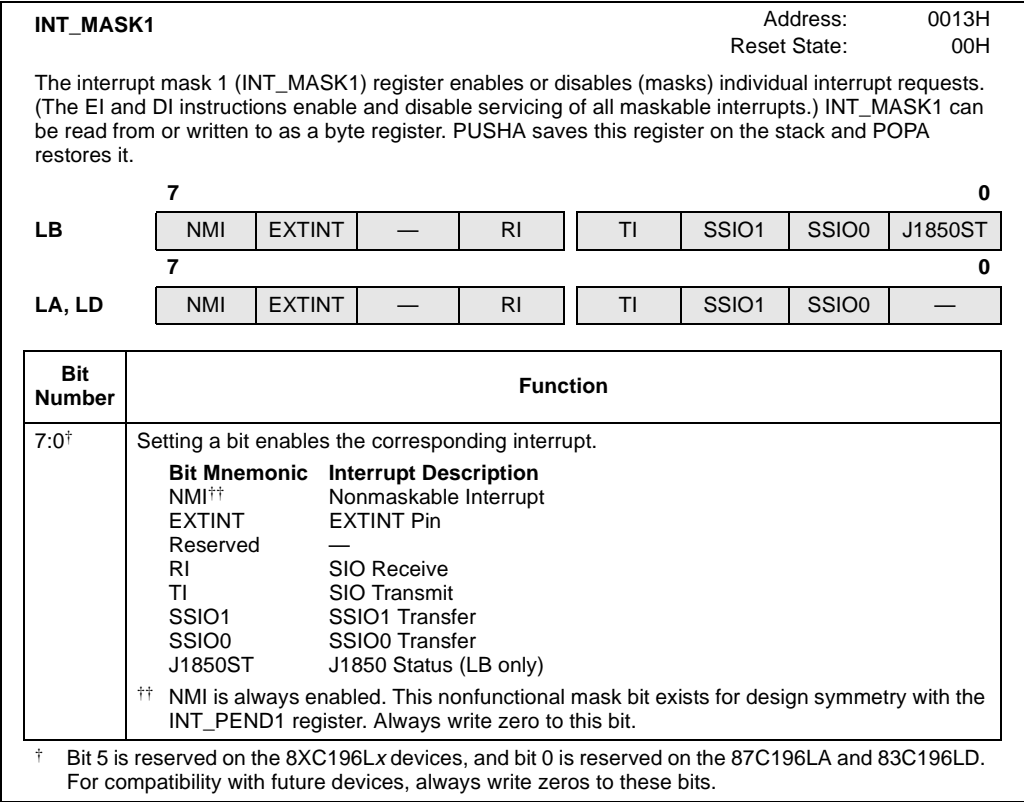 INT_MASK1 Address: 0013H
Reset State: 00H
The interrupt mask 1 (INT_MASK1) register enables or disables (masks) individual interrupt requests.
(The EI and DI instructions enable and disable servicing of all maskable interrupts.) INT_MASK1 can
be read from or written to as a byte register. PUSHA saves this register on the stack and POPA
restores it.
7 0
LB NMI EXTINT — RI TI SSIO1 SSIO0 J1850ST
7 0
LA, LD NMI EXTINT — RI TI SSIO1 SSIO0 —
Bit
Number Function
7:0† Setting a bit enables the corresponding interrupt.
Bit Mnemonic Interrupt Description
NMI†† Nonmaskable Interrupt
EXTINT EXTINT Pin
Reserved —
RI SIO Receive
TI SIO Transmit
SSIO1 SSIO1 Transfer
SSIO0 SSIO0 Transfer
J1850ST J1850 Status (LB only)
†† NMI is always enabled. This nonfunctional mask bit exists for design symmetry with the
INT_PEND1 register. Always write zero to this bit.
† Bit 5 is reserved on the 8XC196Lx devices, and bit 0 is reserved on the 87C196LA and 83C196LD.
For compatibility with future devices, always write zeros to these bits.